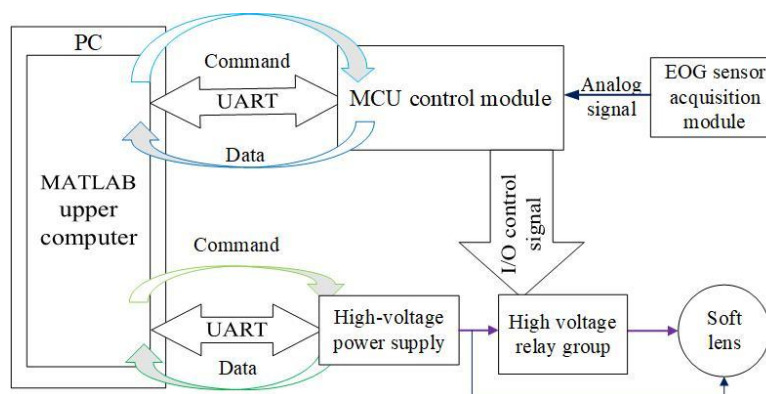 PC
MATLAB
upper
computer
Command
UART
Data
MCU control module
Analog
signal
EOG sensor
acquisition
module
I/O control
signal
Command
UART
Data
High-voltage
power supply
High voltage
relay group
Soft
lens